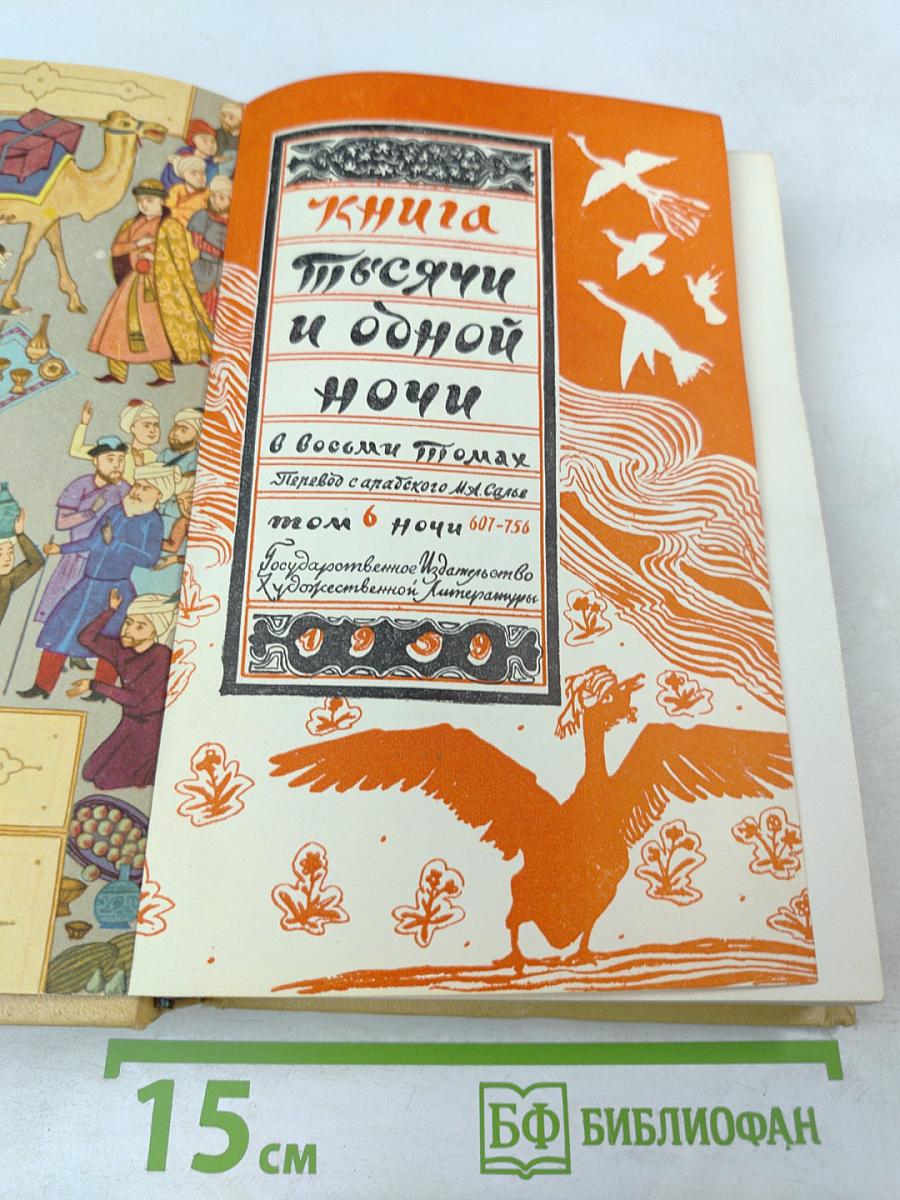 Книга
тысячи
и одной
ночи
в восьми томах
Перевод с арабского М.А.Салье
том 6 ночи 607-756
Государственное Издательство
Художественной Литературы
1959
15 см
БФ БИБЛИОФАН